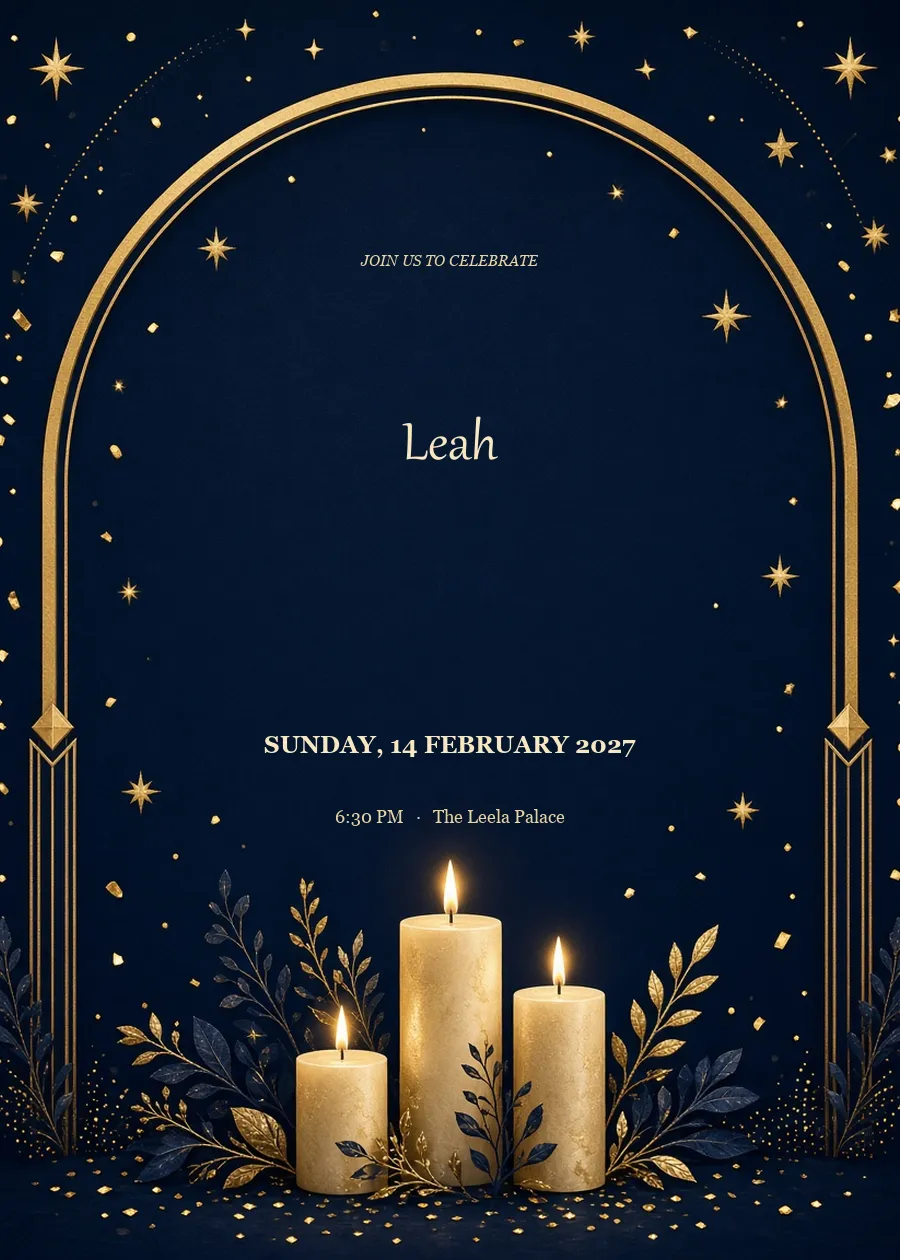 JOIN US TO CELEBRATE
Leah
SUNDAY, 14 FEBRUARY 2027
6:30 PM · The Leela Palace